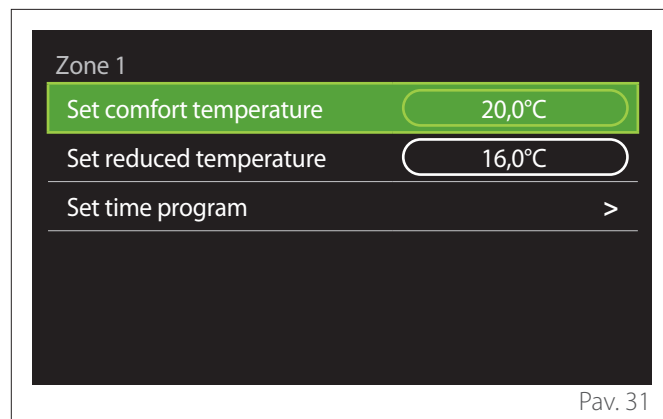 Zone 1
Set comfort temperature 20,0°C
Set reduced temperature 16,0°C
Set time program >
Pav. 31